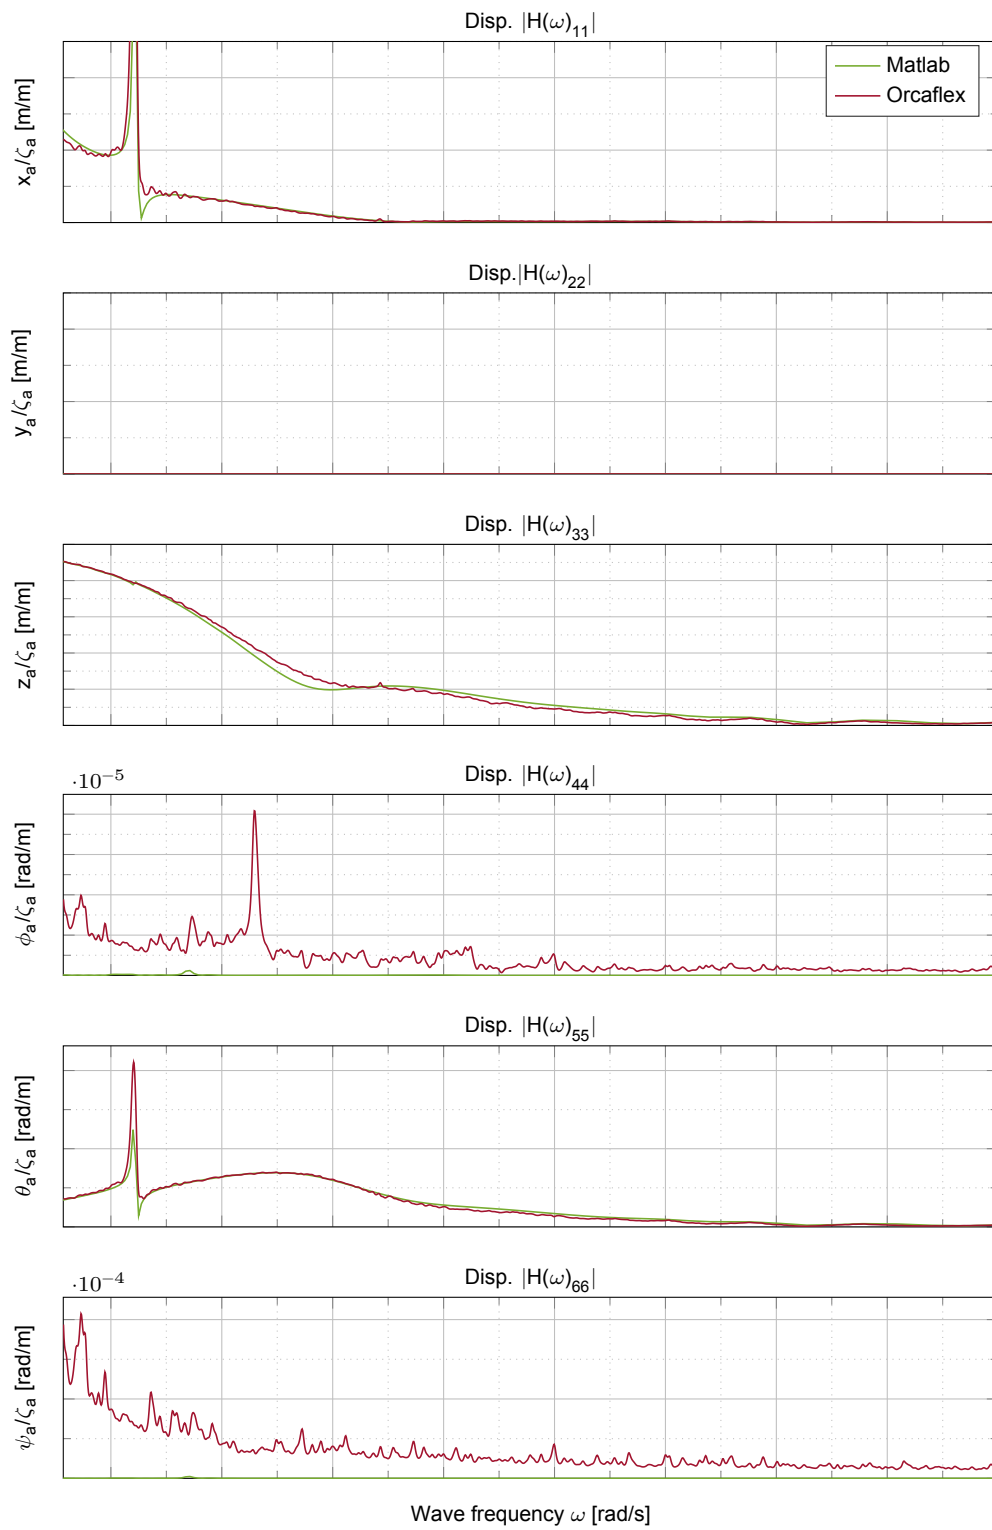 Disp. |H(ω)₁₁|
xₐ/ζₐ [m/m]
Matlab
Orcaflex
Disp.|H(ω)₂₂|
yₐ/ζₐ [m/m]
Disp. |H(ω)₃₃|
zₐ/ζₐ [m/m]
·10⁻⁵
Disp. |H(ω)₄₄|
ϕₐ/ζₐ [rad/m]
Disp. |H(ω)₅₅|
θₐ/ζₐ [rad/m]
·10⁻⁴
Disp. |H(ω)₆₆|
ψₐ/ζₐ [rad/m]
Wave frequency ω [rad/s]